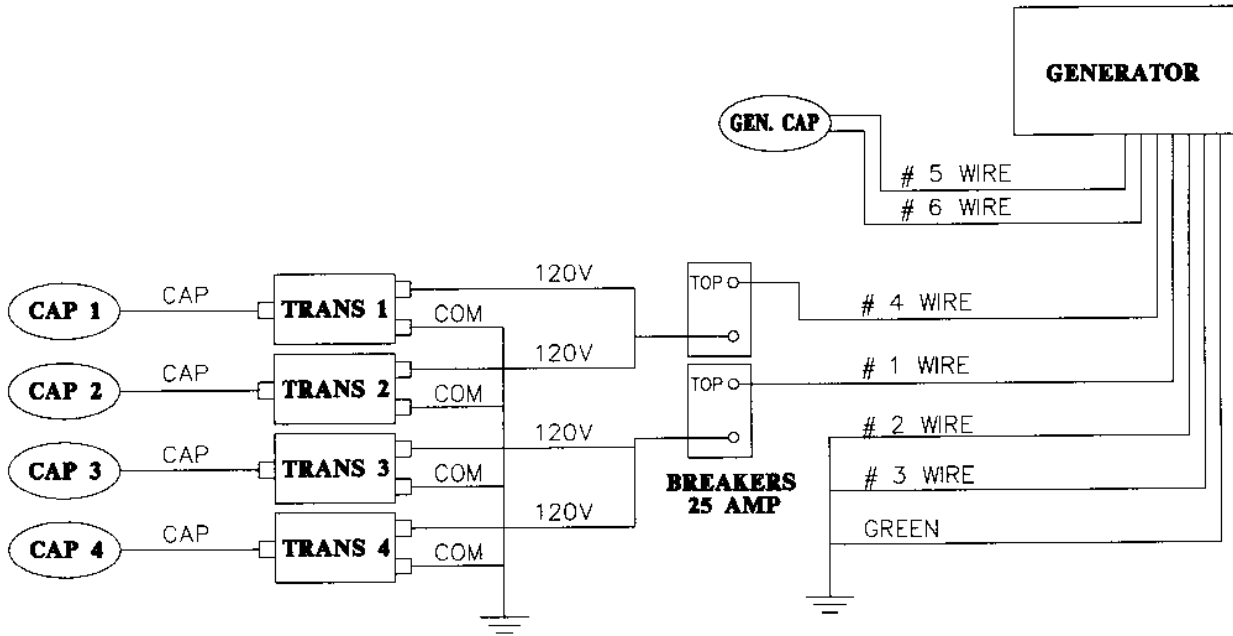 GENERATOR
GEN. CAP
# 5 WIRE
# 6 WIRE
120V
TOP
CAP 1
CAP
TRANS 1
COM
# 4 WIRE
120V
# 1 WIRE
CAP 2
CAP
TRANS 2
COM
TOP
120V
# 2 WIRE
CAP 3
CAP
TRANS 3
COM
BREAKERS
25 AMP
# 3 WIRE
120V
GREEN
CAP 4
CAP
TRANS 4
COM